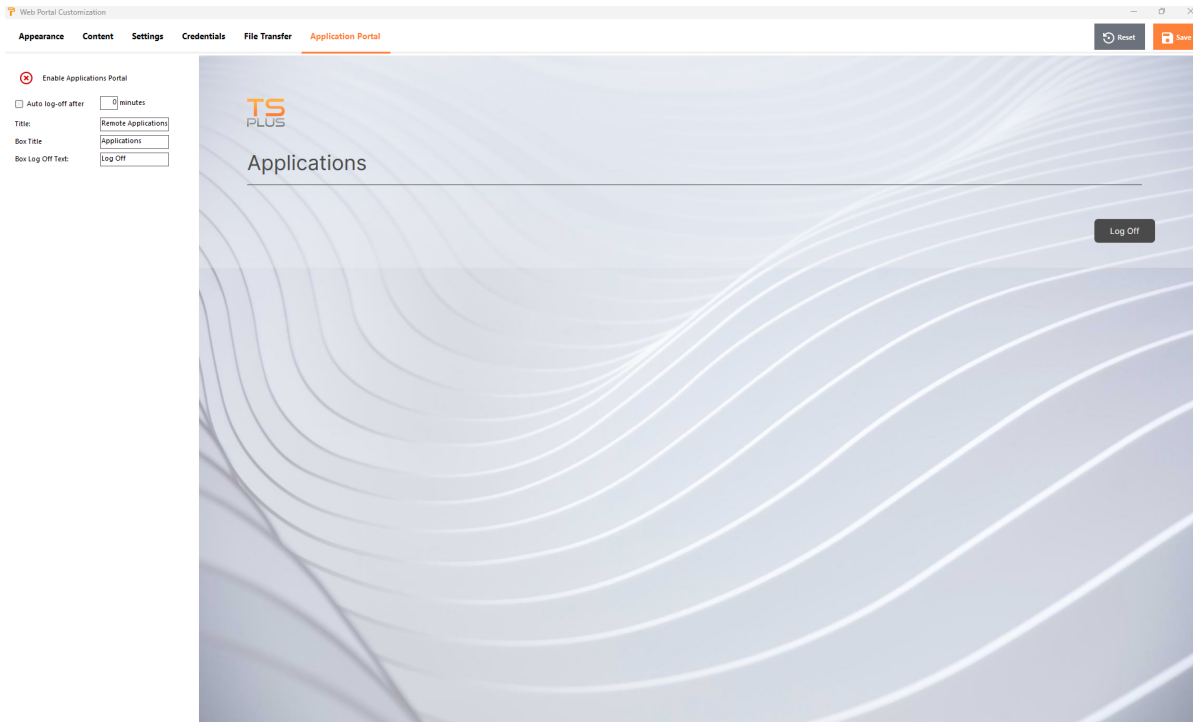 Web Portal Customization
Appearance Content Settings Credentials File Transfer Application Portal
Reset Save
Enable Applications Portal
Auto log-off after 0 minutes
Title: Remote Applications
Box Title Applications
Box Log Off Text: Log Off
TS
PLUS
Applications
Log Off